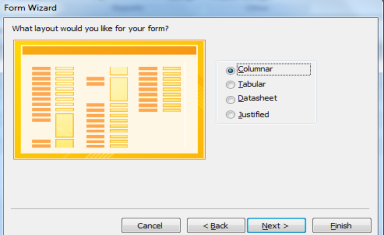 Form Wizard
What layout would you like for your form?
Columnar
Tabular
Datasheet
Justified
Cancel
< Back
Next >
Finish